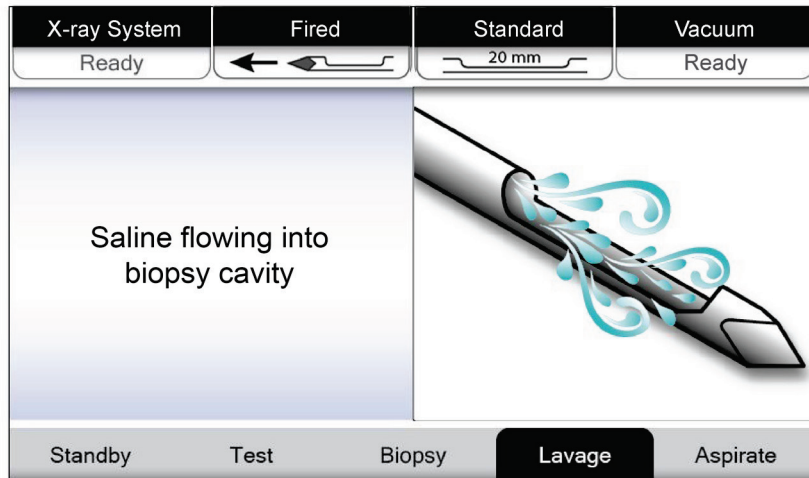 X-ray System
Fired
Standard
Vacuum
Ready
20 mm
Ready
Saline flowing into
biopsy cavity
Standby
Test
Biopsy
Lavage
Aspirate